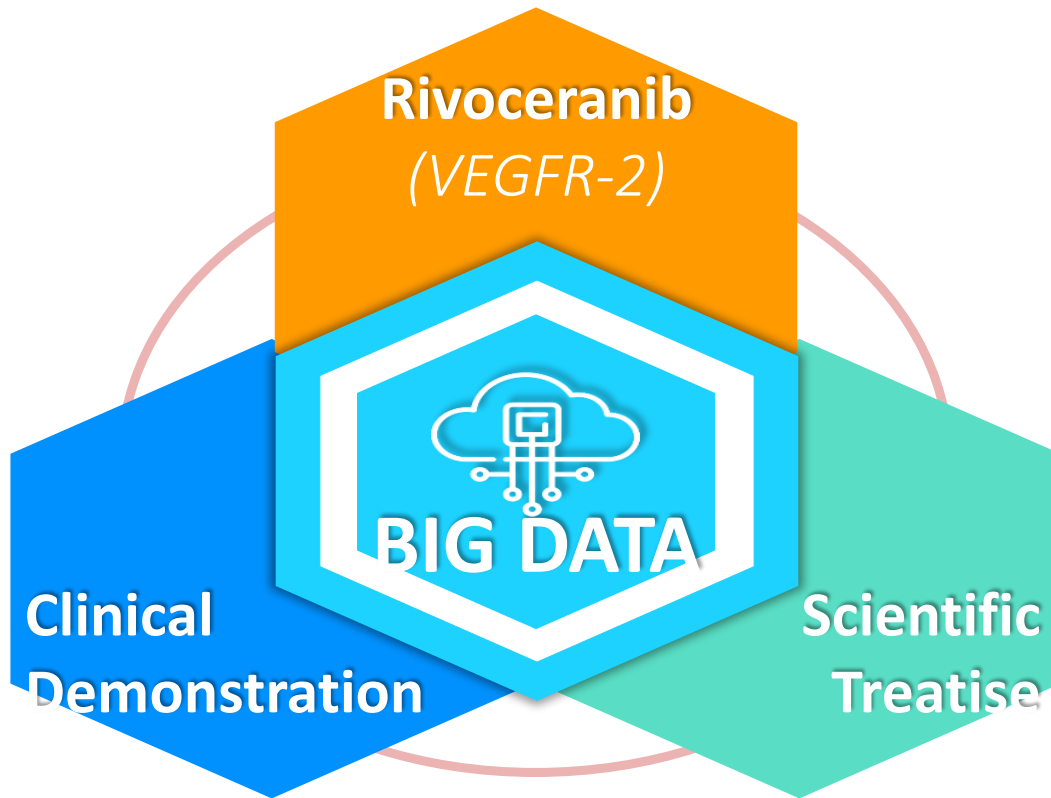 Rivoceranib
(VEGFR-2)
BIG DATA
Clinical
Demonstration
Scientific
Treatise